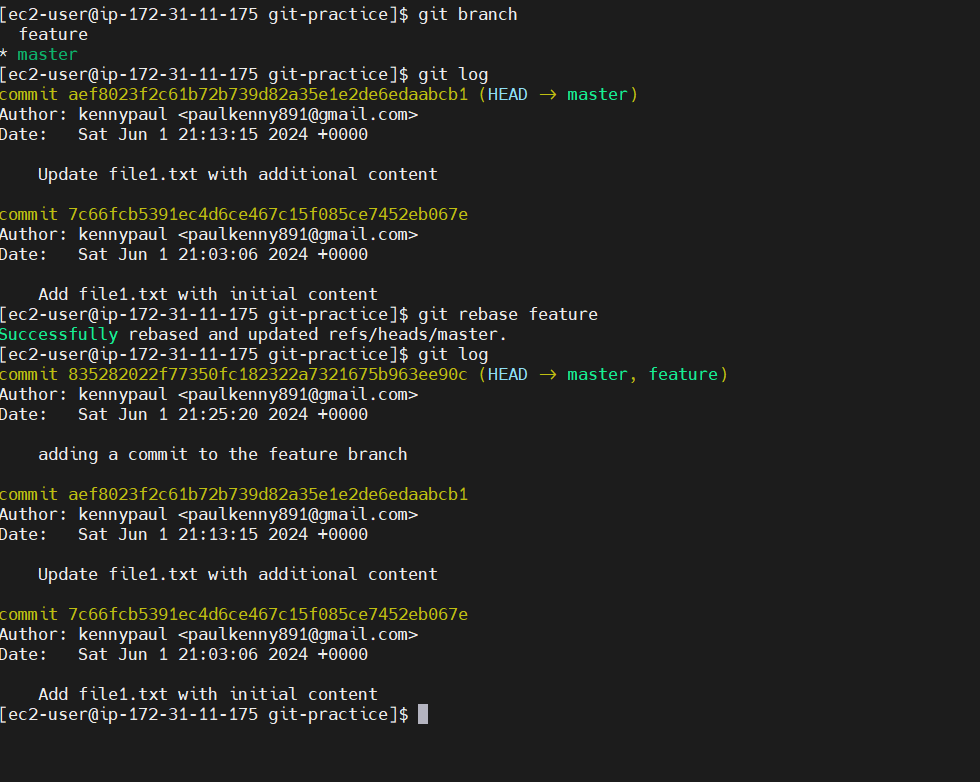 [ec2-user@ip-172-31-11-175 git-practice]$ git branch
  feature
* master
[ec2-user@ip-172-31-11-175 git-practice]$ git log
commit aef8023f2c61b72b739d82a35e1e2de6edaabcb1 (HEAD → master)
Author: kennypaul <paulkenny891@gmail.com>
Date:   Sat Jun 1 21:13:15 2024 +0000

    Update file1.txt with additional content

commit 7c66fcb5391ec4d6ce467c15f085ce7452eb067e
Author: kennypaul <paulkenny891@gmail.com>
Date:   Sat Jun 1 21:03:06 2024 +0000

    Add file1.txt with initial content
[ec2-user@ip-172-31-11-175 git-practice]$ git rebase feature
Successfully rebased and updated refs/heads/master.
[ec2-user@ip-172-31-11-175 git-practice]$ git log
commit 835282022f77350fc182322a7321675b963ee90c (HEAD → master, feature)
Author: kennypaul <paulkenny891@gmail.com>
Date:   Sat Jun 1 21:25:20 2024 +0000

    adding a commit to the feature branch

commit aef8023f2c61b72b739d82a35e1e2de6edaabcb1
Author: kennypaul <paulkenny891@gmail.com>
Date:   Sat Jun 1 21:13:15 2024 +0000

    Update file1.txt with additional content

commit 7c66fcb5391ec4d6ce467c15f085ce7452eb067e
Author: kennypaul <paulkenny891@gmail.com>
Date:   Sat Jun 1 21:03:06 2024 +0000

    Add file1.txt with initial content
[ec2-user@ip-172-31-11-175 git-practice]$